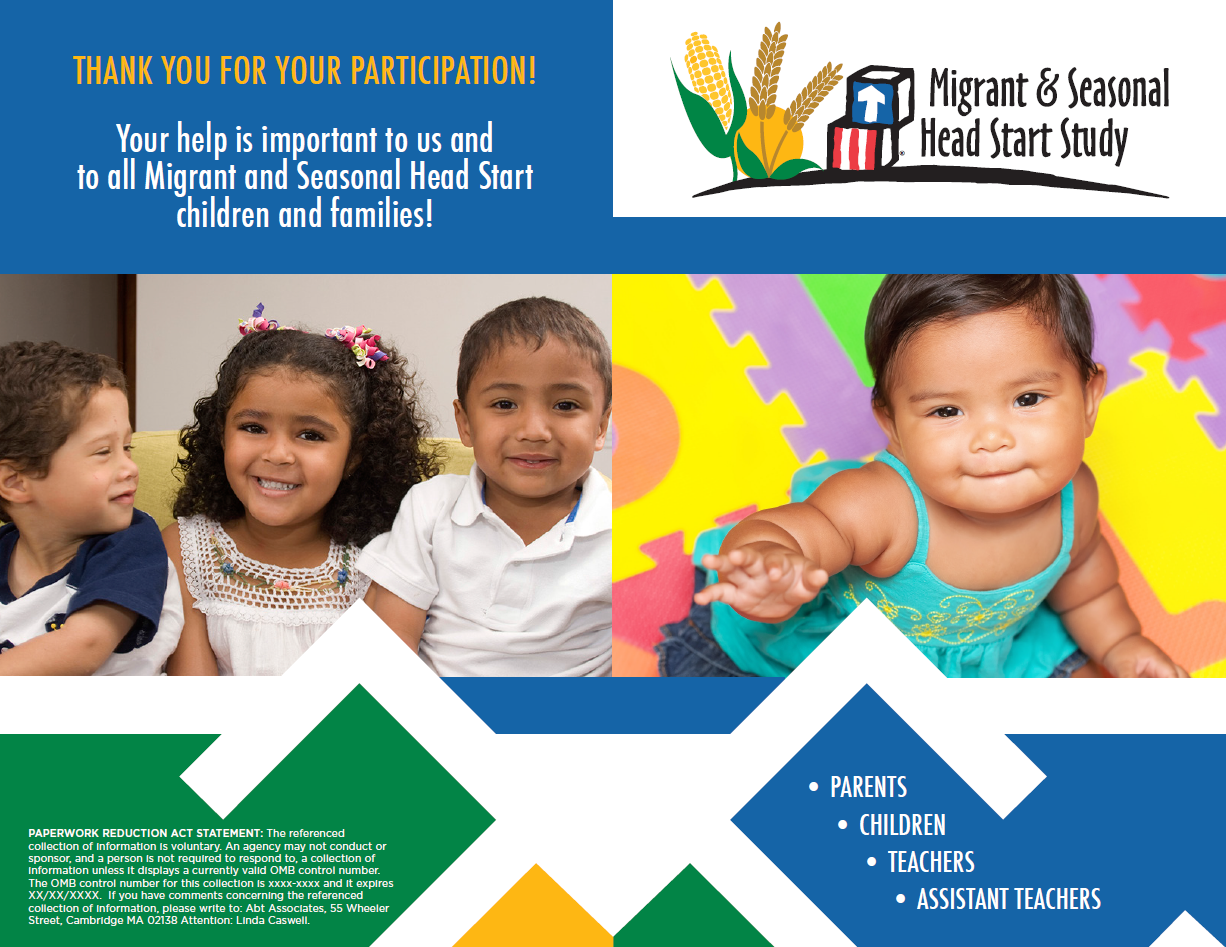 THANK YOU FOR YOUR PARTICIPATION!
Your help is important to us and
to all Migrant and Seasonal Head Start
children and families!
Migrant & Seasonal
Head Start Study
®
PAPERWORK REDUCTION ACT STATEMENT: The referenced
collection of information is voluntary. An agency may not conduct or
sponsor, and a person is not required to respond to, a collection of
information unless it displays a currently valid OMB control number.
The OMB control number for this collection is xxxx-xxxx and it expires
XX/XX/XXXX. If you have comments concerning the referenced
collection of information, please write to: Abt Associates, 55 Wheeler
Street, Cambridge MA 02138 Attention: Linda Caswell.
• PARENTS
• CHILDREN
• TEACHERS
• ASSISTANT TEACHERS